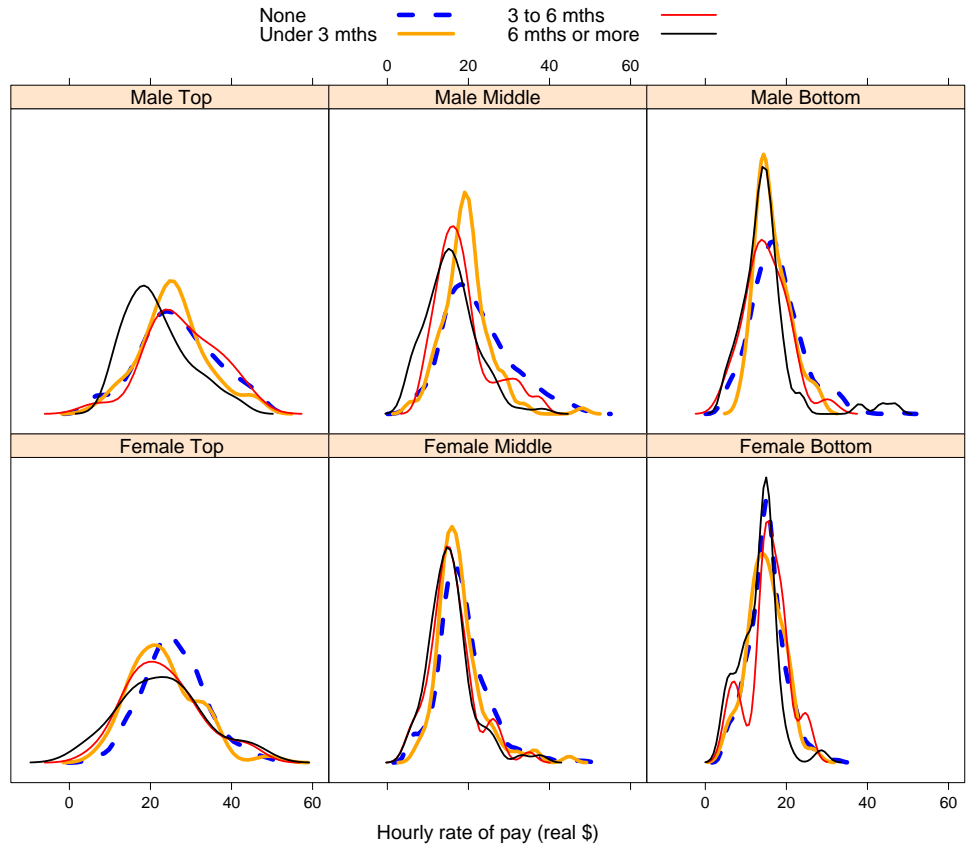 None 3 to 6 mths
Under 3 mths 6 mths or more
0 20 40 60
Male Top Male Middle Male Bottom
Female Top Female Middle Female Bottom
0 20 40 60 0 20 40 60
Hourly rate of pay (real $)